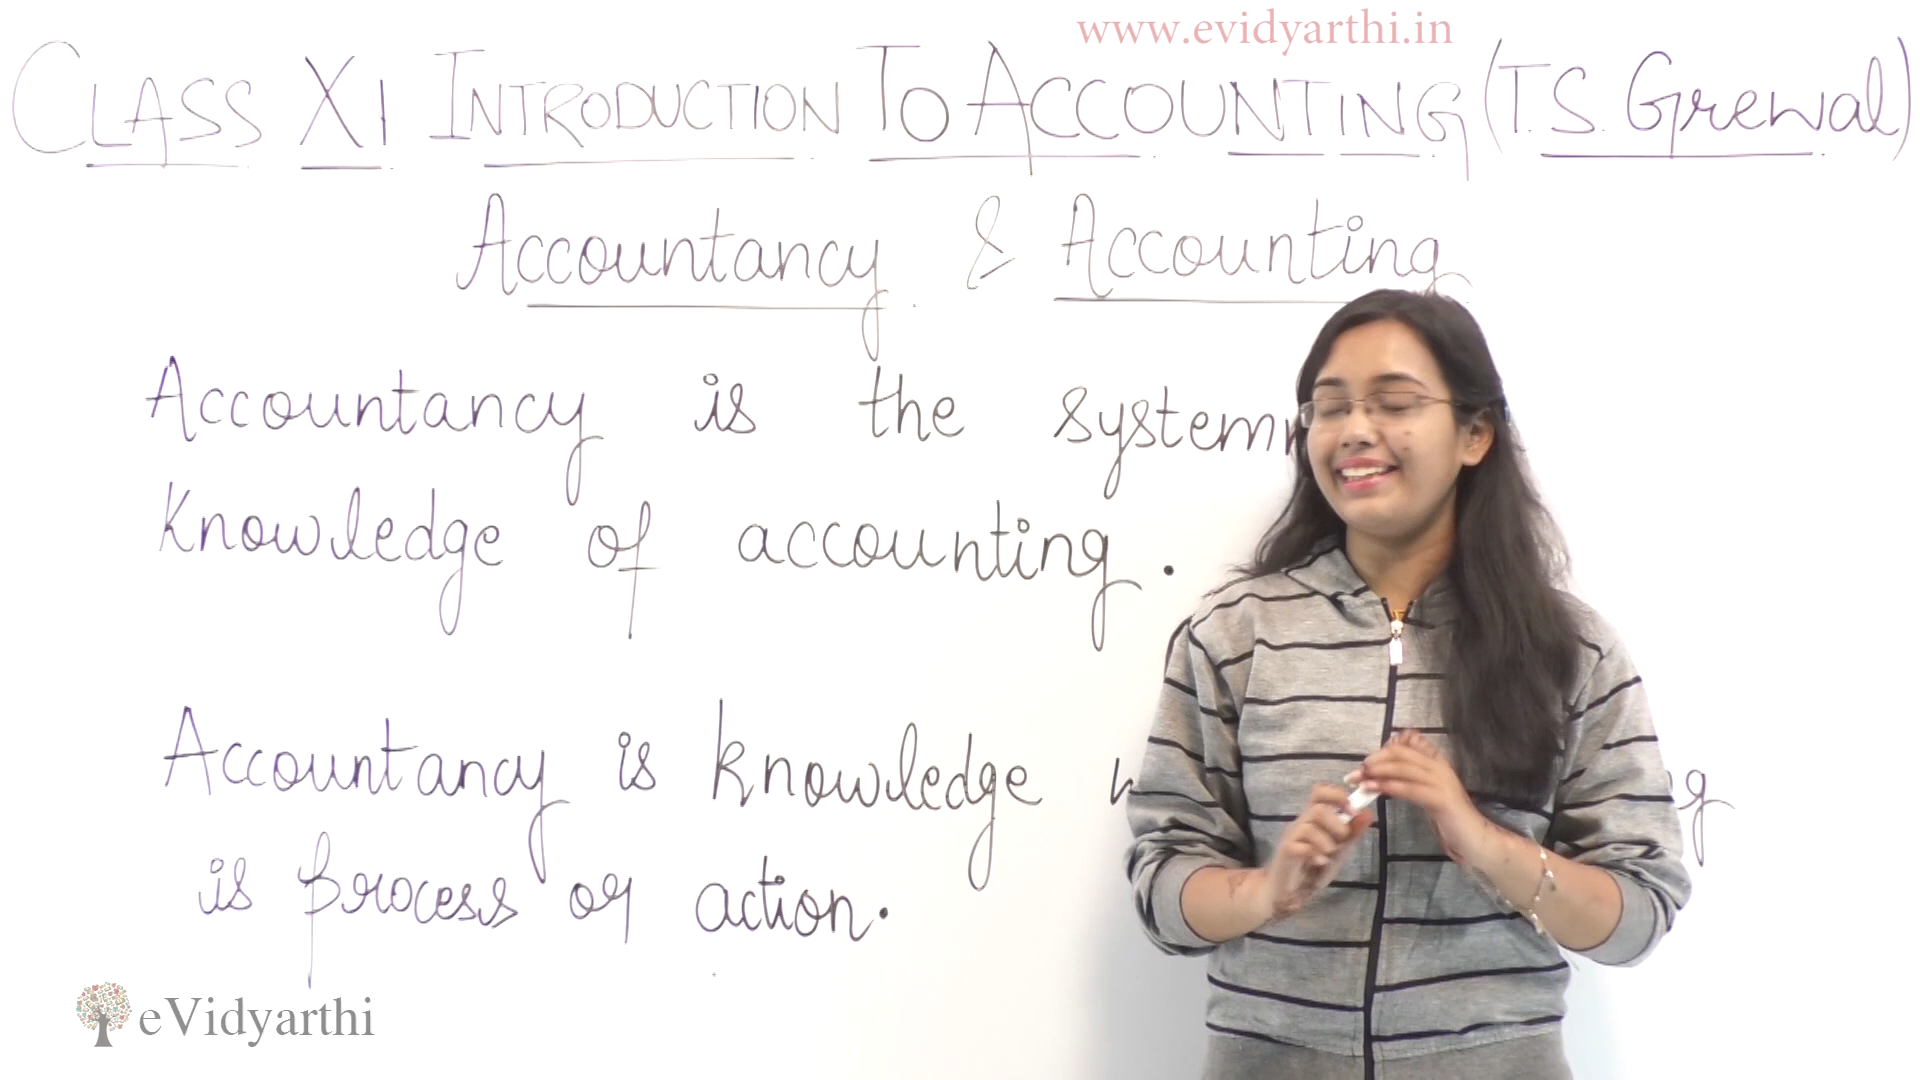 www.evidyarthi.in
CLASS XI INTRODUCTION TO ACCOUNTING (T.S. Grewal)
Accountancy & Accounting
Accountancy is the
Knowledge of accounting.
Accountancy is knowledge
is process or action.
eVidyarthi